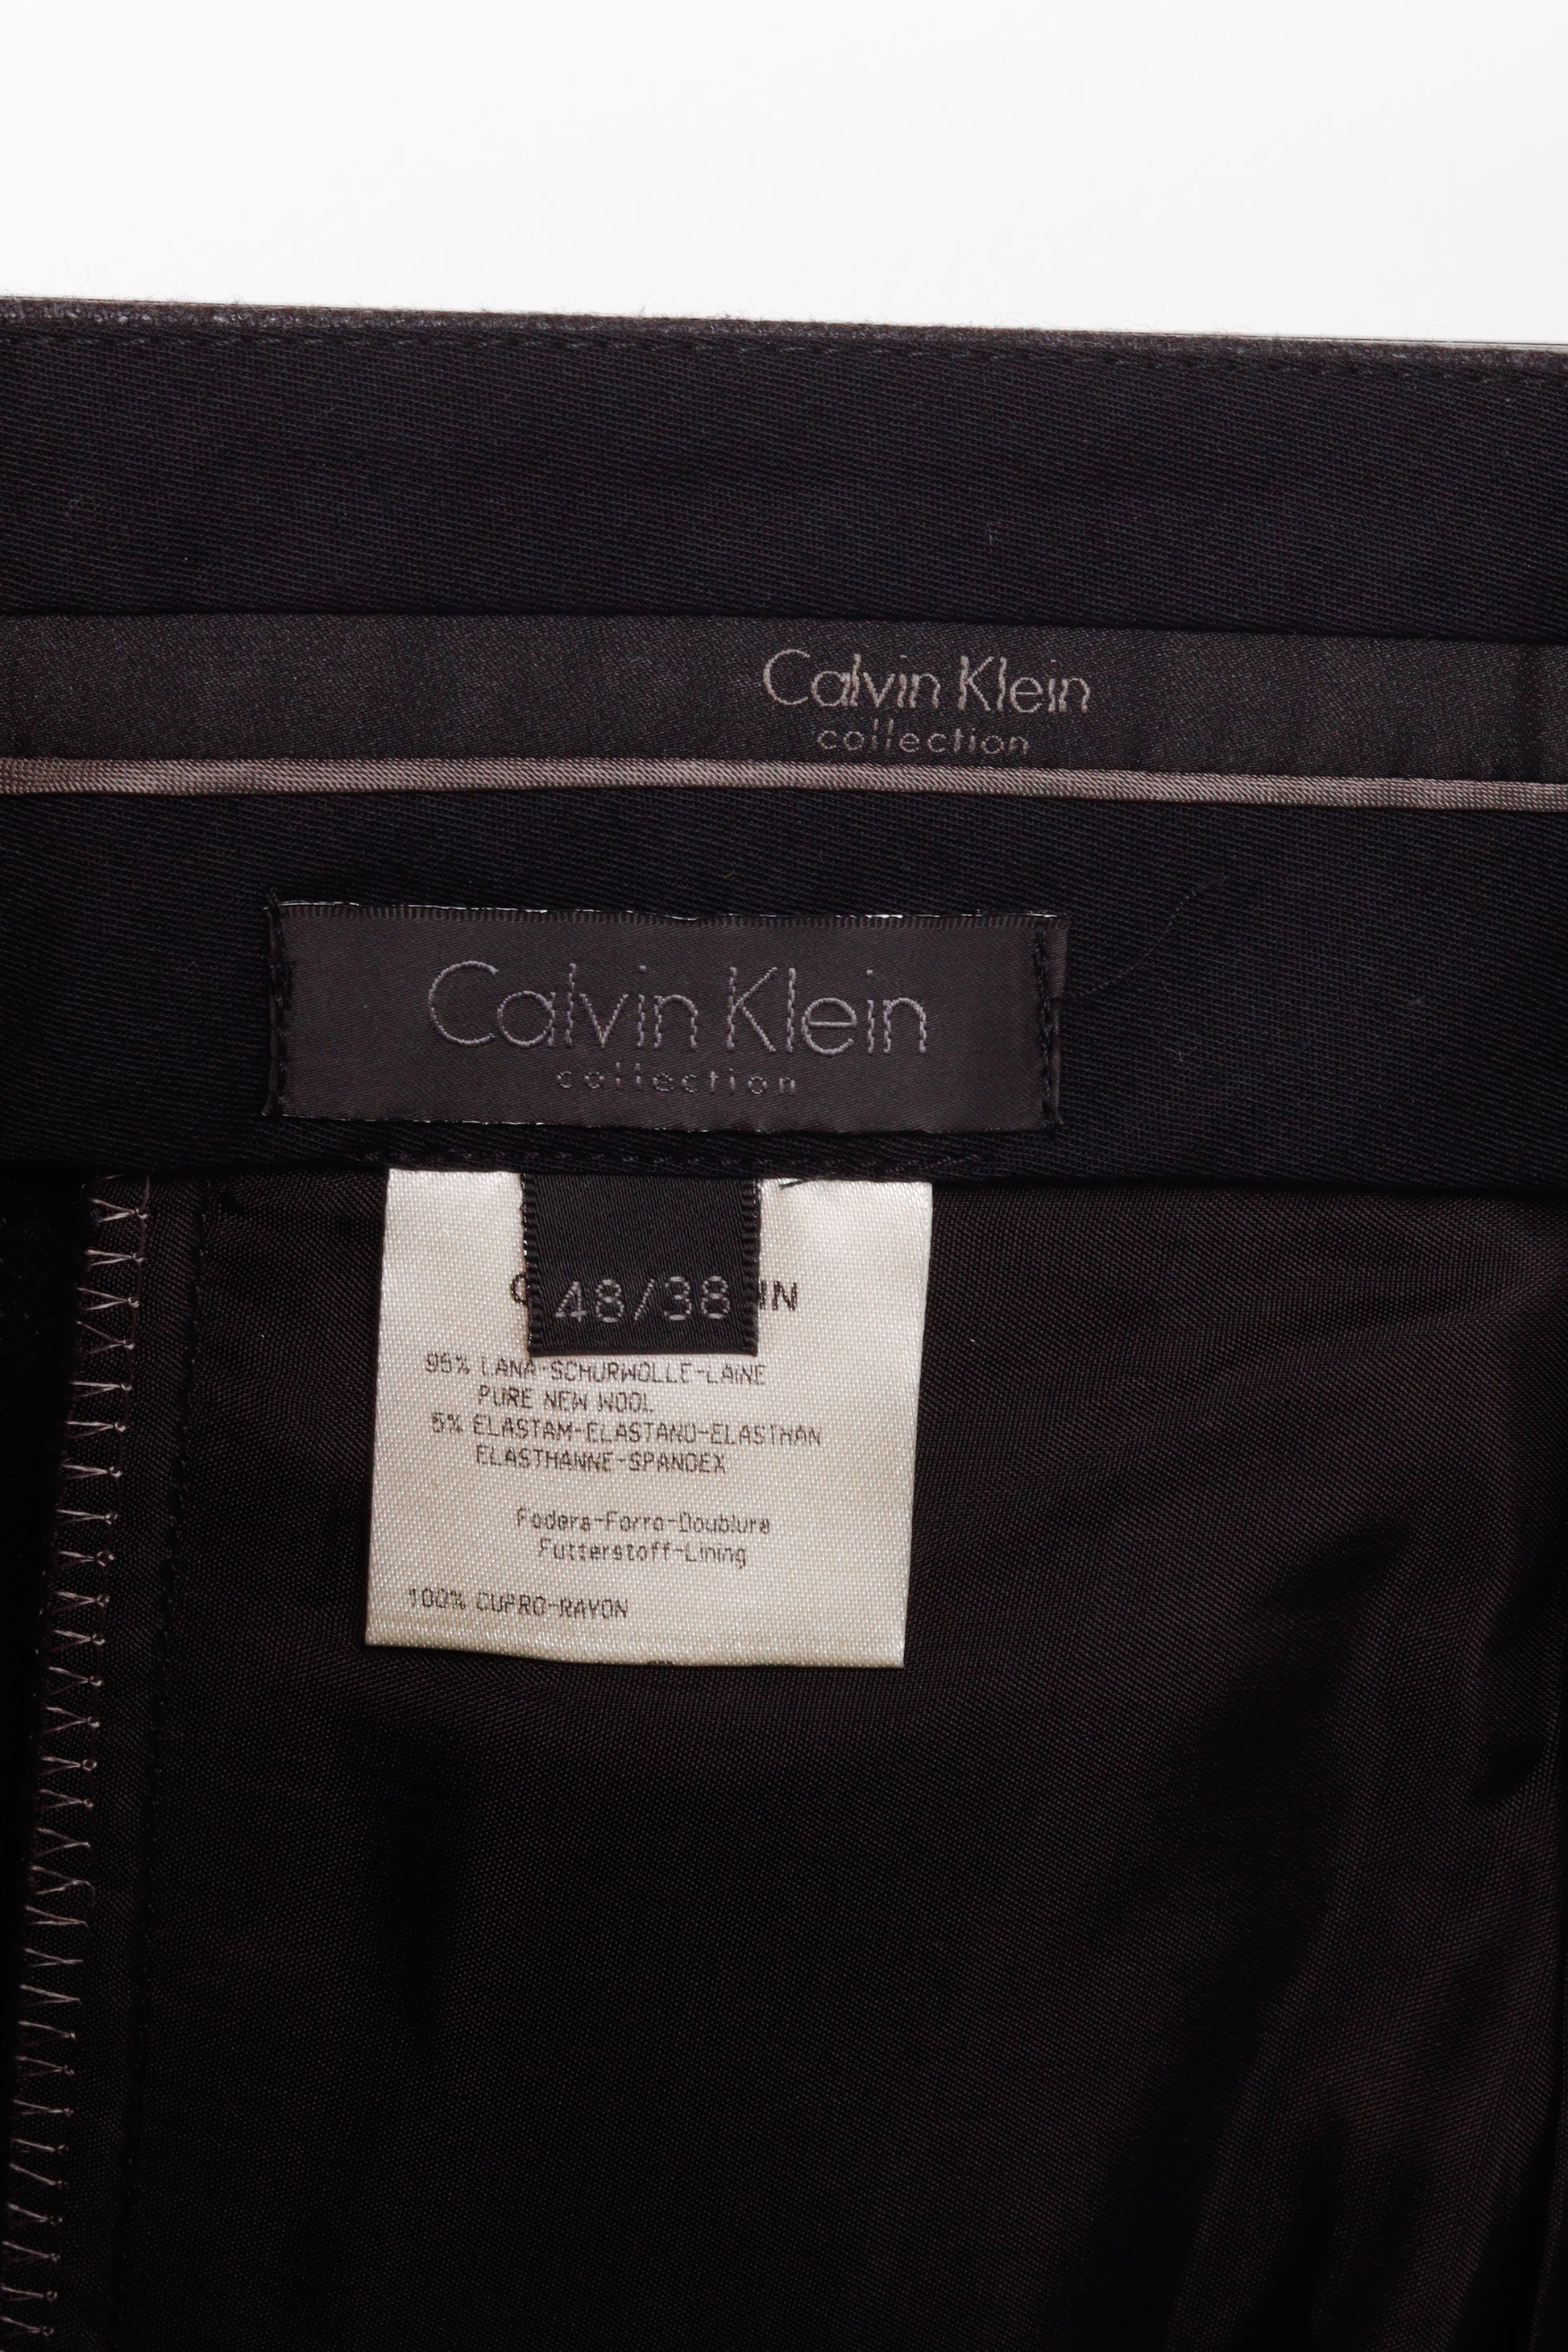 Calvin Klein
collection
Calvin Klein
collection
48/38
95% LANA-SCHURWOLLE-LAINE
PURE NEW WOOL
5% ELASTAM-ELASTAND-ELASTHAN
ELASTHANNE-SPANDEX
Fodera-Forro-Doublure
Futterstoff-Lining
100% CUPRO-RAYON